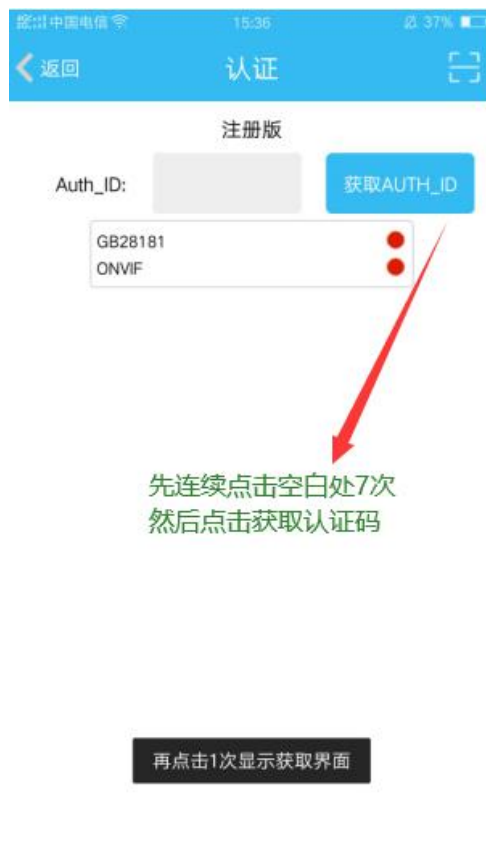 中国电信
15:36
37%
返回
认证
注册版
Auth_ID:
获取AUTH_ID
GB28181
ONVIF
先连续点击空白处7次
然后点击获取认证码
再点击1次显示获取界面